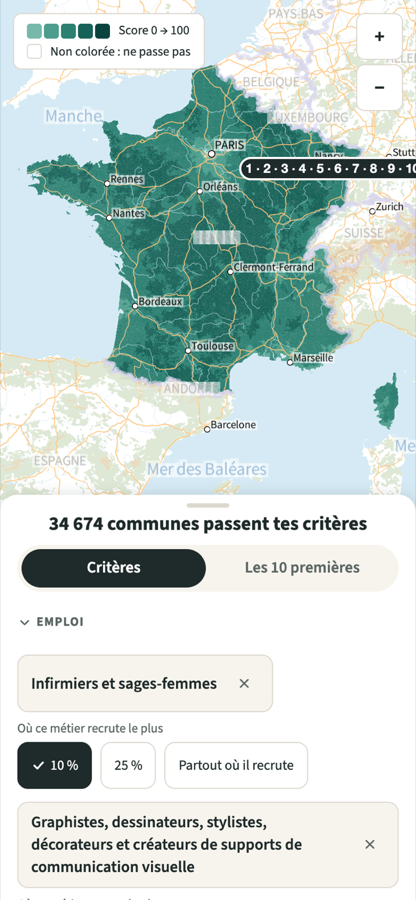 PAYS-BAS
Score 0 → 100
Non colorée : ne passe pas
+
−
BELGIQUE
Manche
LUXEMBOURG
PARIS
Nancy
1 · 2 · 3 · 4 · 5 · 6 · 7 · 8 · 9 · 10
Rennes
Orléans
Nantes
Zurich
SUISSE
Clermont-Ferrand
Bordeaux
Toulouse
Marseille
ANDORRE
Barcelone
ESPAGNE
Mer des Baléares
34 674 communes passent tes critères
Critères
Les 10 premières
EMPLOI
Infirmiers et sages-femmes ×
Où ce métier recrute le plus
✓ 10 %
25 %
Partout où il recrute
Graphistes, dessinateurs, stylistes,
décorateurs et créateurs de supports de
communication visuelle ×